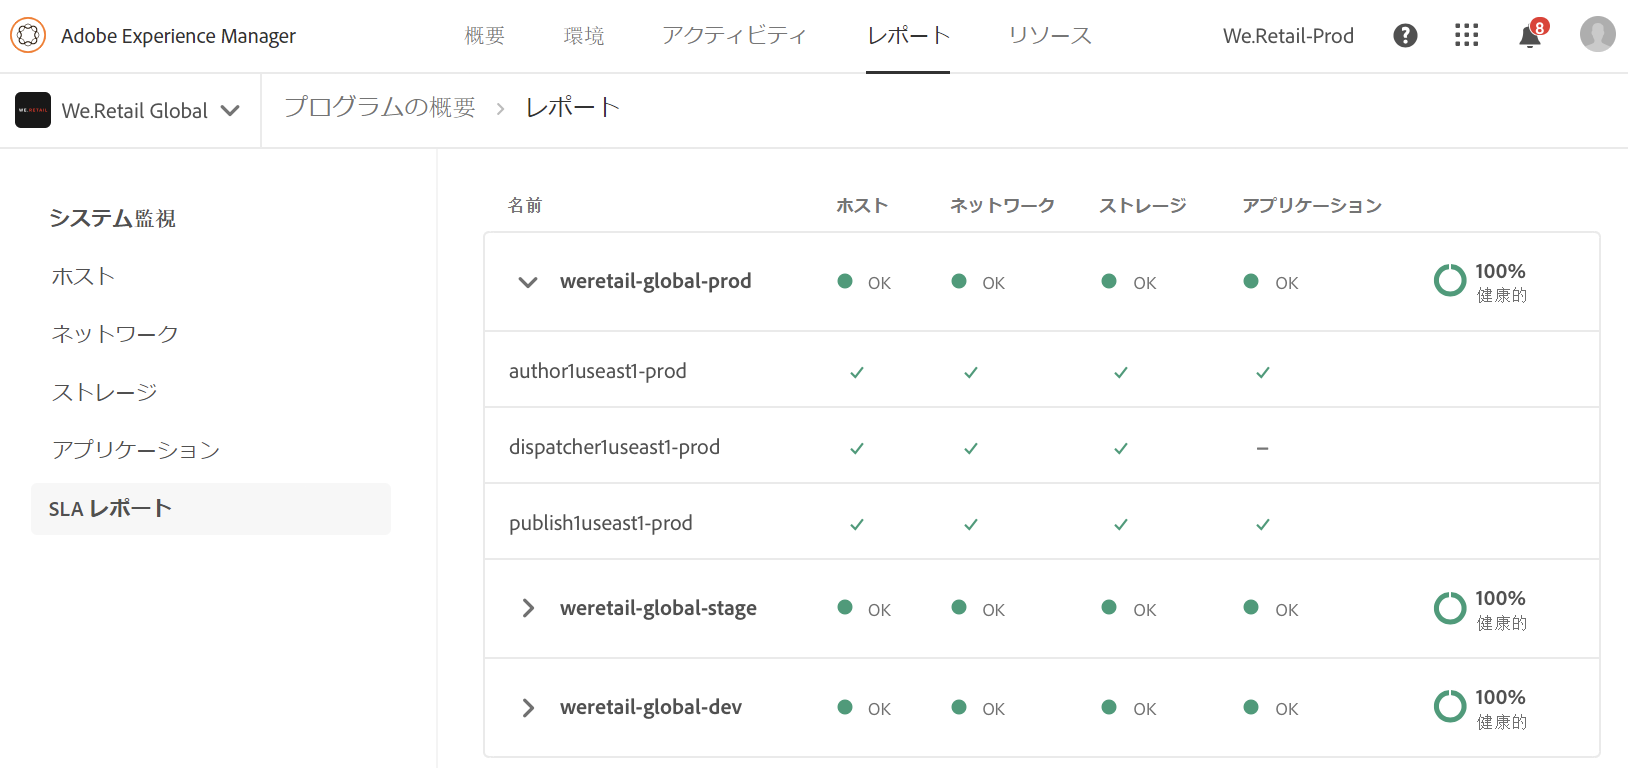 Adobe Experience Manager 概要 環境 アクティビティ レポート リソース We.Retail-Prod ? 8
WE.RETAIL We.Retail Global プログラムの概要 › レポート
システム監視
ホスト
ネットワーク
ストレージ
アプリケーション
SLA レポート
名前 ホスト ネットワーク ストレージ アプリケーション
weretail-global-prod OK OK OK OK 100%
健康的
author1useast1-prod
dispatcher1useast1-prod –
publish1useast1-prod
weretail-global-stage OK OK OK OK 100%
健康的
weretail-global-dev OK OK OK OK 100%
健康的